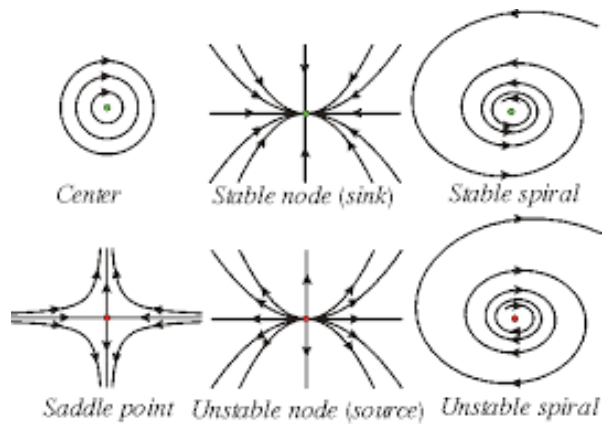 Center
Stable node (sink)
Stable spiral
Saddle point
Unstable node (source)
Unstable spiral